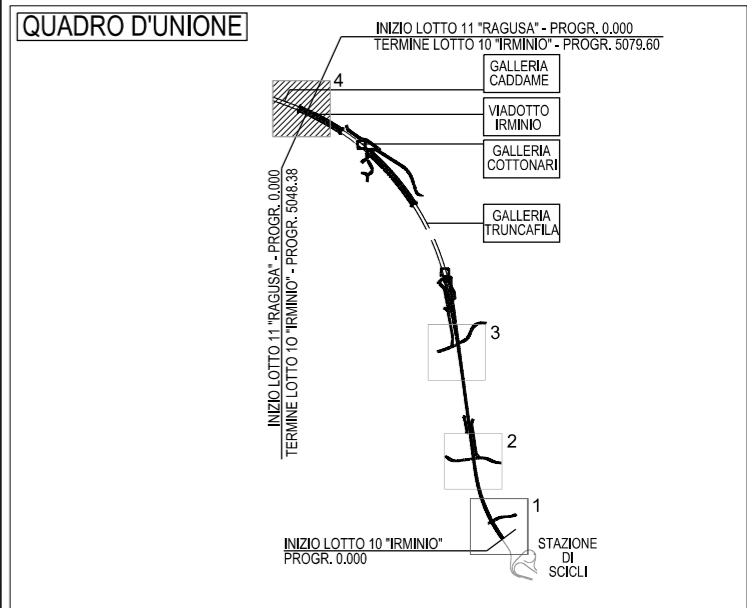 QUADRO D'UNIONE
INIZIO LOTTO 11 "RAGUSA" - PROGR. 0.000
TERMINE LOTTO 10 "IRMINIO" - PROGR. 5079.60
4
GALLERIA
CADDAME
VIADOTTO
IRMINIO
GALLERIA
COTTONARI
GALLERIA
TRUNCAFILA
INIZIO LOTTO 11 "RAGUSA" - PROGR. 0.000
TERMINE LOTTO 10 "IRMINIO" - PROGR. 5048.38
3
2
1
INIZIO LOTTO 10 "IRMINIO"
PROGR. 0.000
STAZIONE
DI
SCICLI